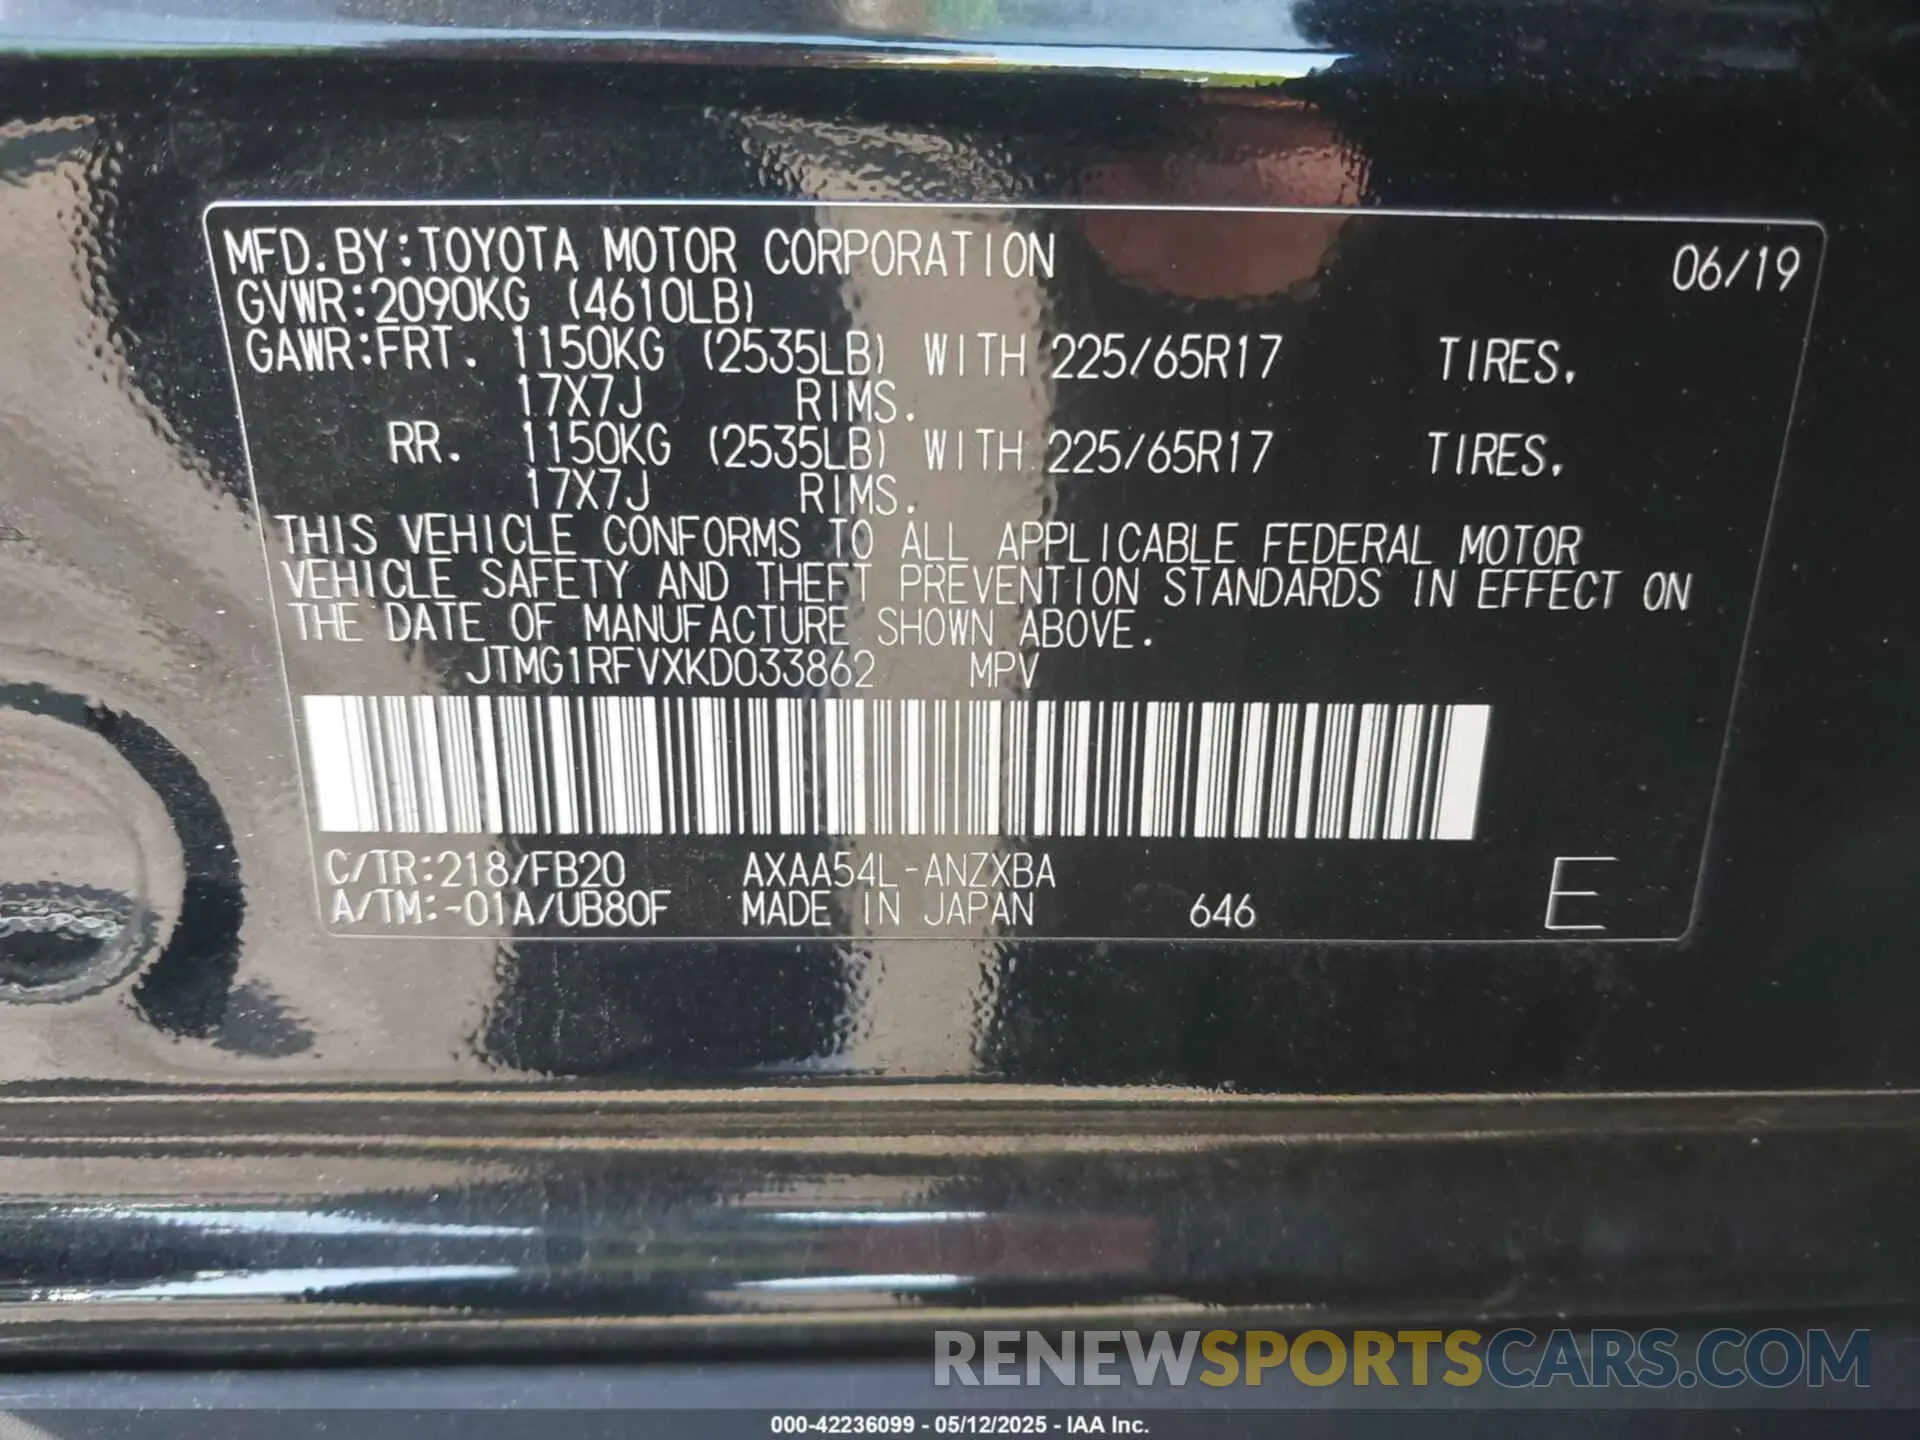 MFD.BY:TOYOTA MOTOR CORPORATION 06/19
GVWR:2090KG (4610LB)
GAWR:FRT. 1150KG (2535LB) WITH 225/65R17 TIRES,
17X7J RIMS.
RR. 1150KG (2535LB) WITH 225/65R17 TIRES,
17X7J RIMS.
THIS VEHICLE CONFORMS TO ALL APPLICABLE FEDERAL MOTOR
VEHICLE SAFETY AND THEFT PREVENTION STANDARDS IN EFFECT ON
THE DATE OF MANUFACTURE SHOWN ABOVE.
JTMG1RFVXKD033862 MPV
C/TR:218/FB20 AXAA54L-ANZXBA
A/TM:-01A/UB80F MADE IN JAPAN 646 E
RENEWSPORTSCARS.COM
000-42236099 - 05/12/2025 - IAA Inc.